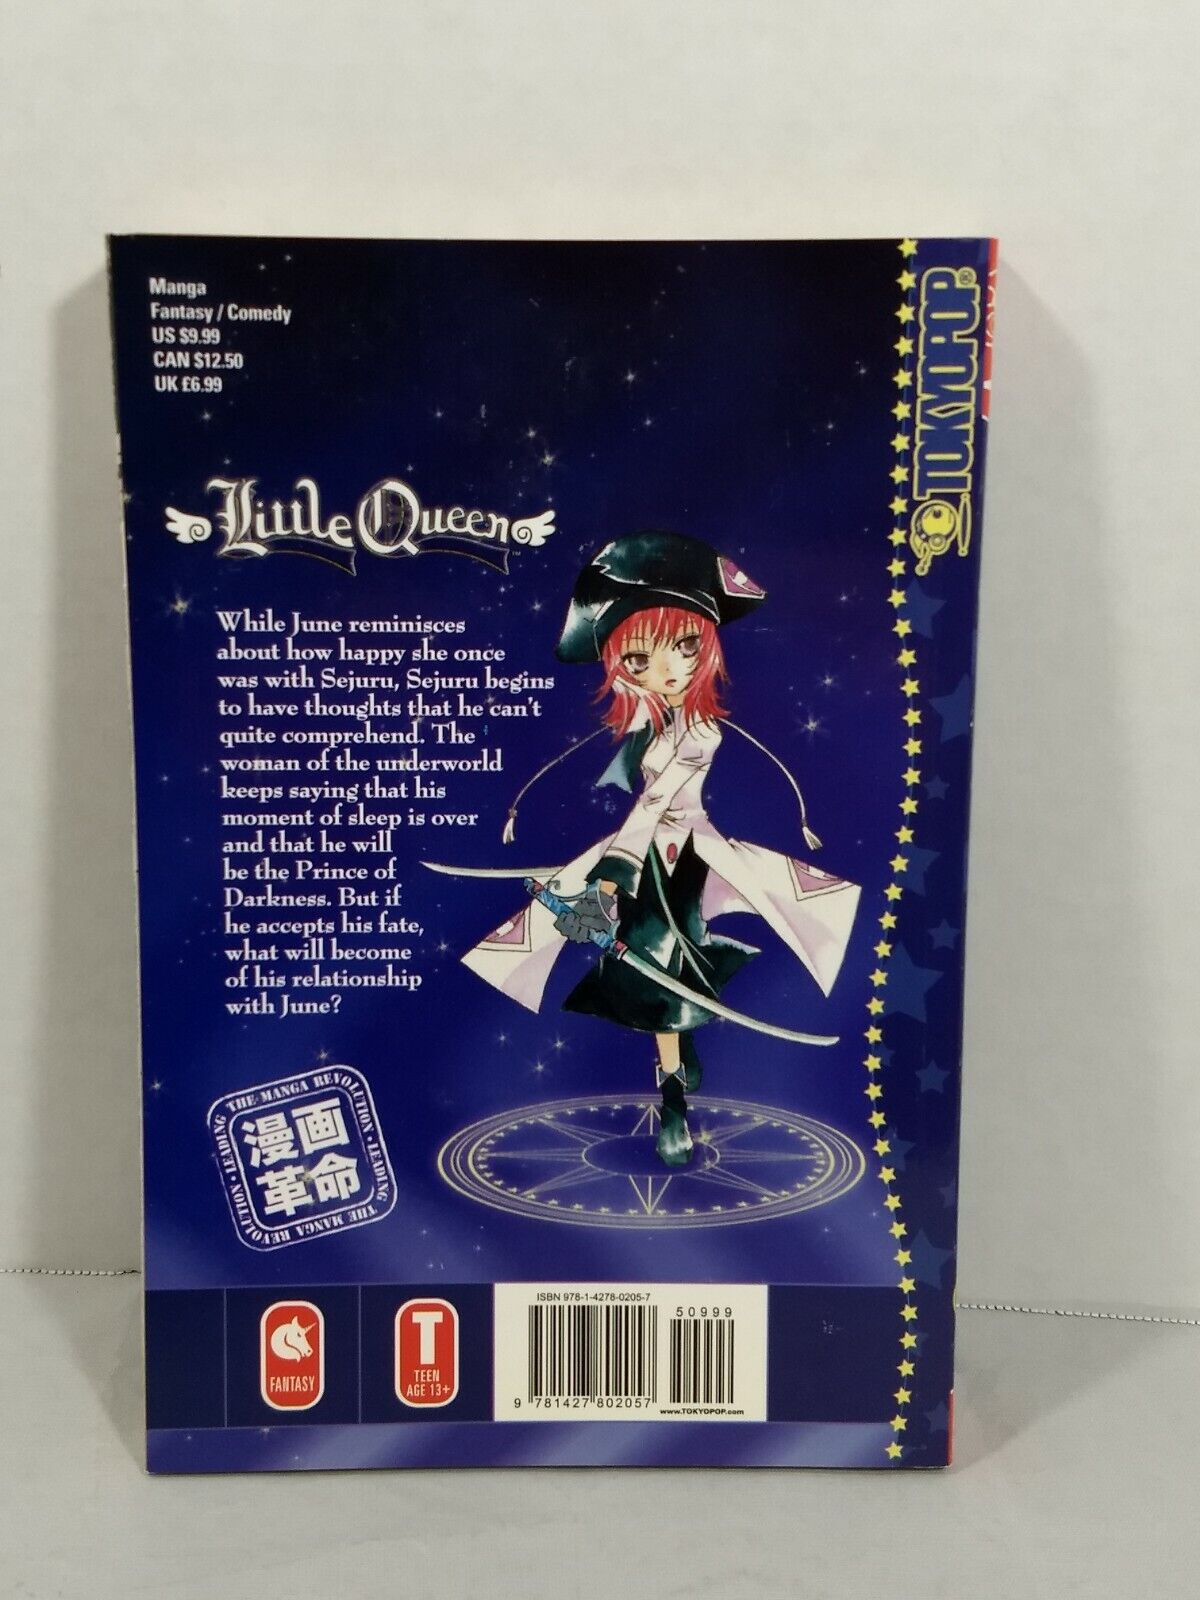 Manga
Fantasy / Comedy
US $9.99
CAN $12.50
UK £6.99
TOKYOPOP®
Little Queen™
While June reminisces
about how happy she once
was with Sejuru, Sejuru begins
to have thoughts that he can't
quite comprehend. The
woman of the underworld
keeps saying that his
moment of sleep is over
and that he will
be the Prince of
Darkness. But if
he accepts his fate,
what will become
of his relationship
with June?
LEADING THE MANGA REVOLUTION • LEADING THE MANGA REVOLUTION •
漫画
革命
FANTASY
T
TEEN
AGE 13+
ISBN 978-1-4278-0205-7
50999
9 781427 802057
www.TOKYOPOP.com